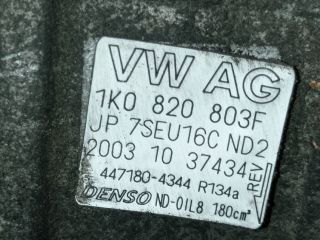 VW AG
1K0 820 803F
JP 7SEU16C ND2
2003 10 37434
REV
447180-4344 R134a
DENSO ND-OIL8 180cm³